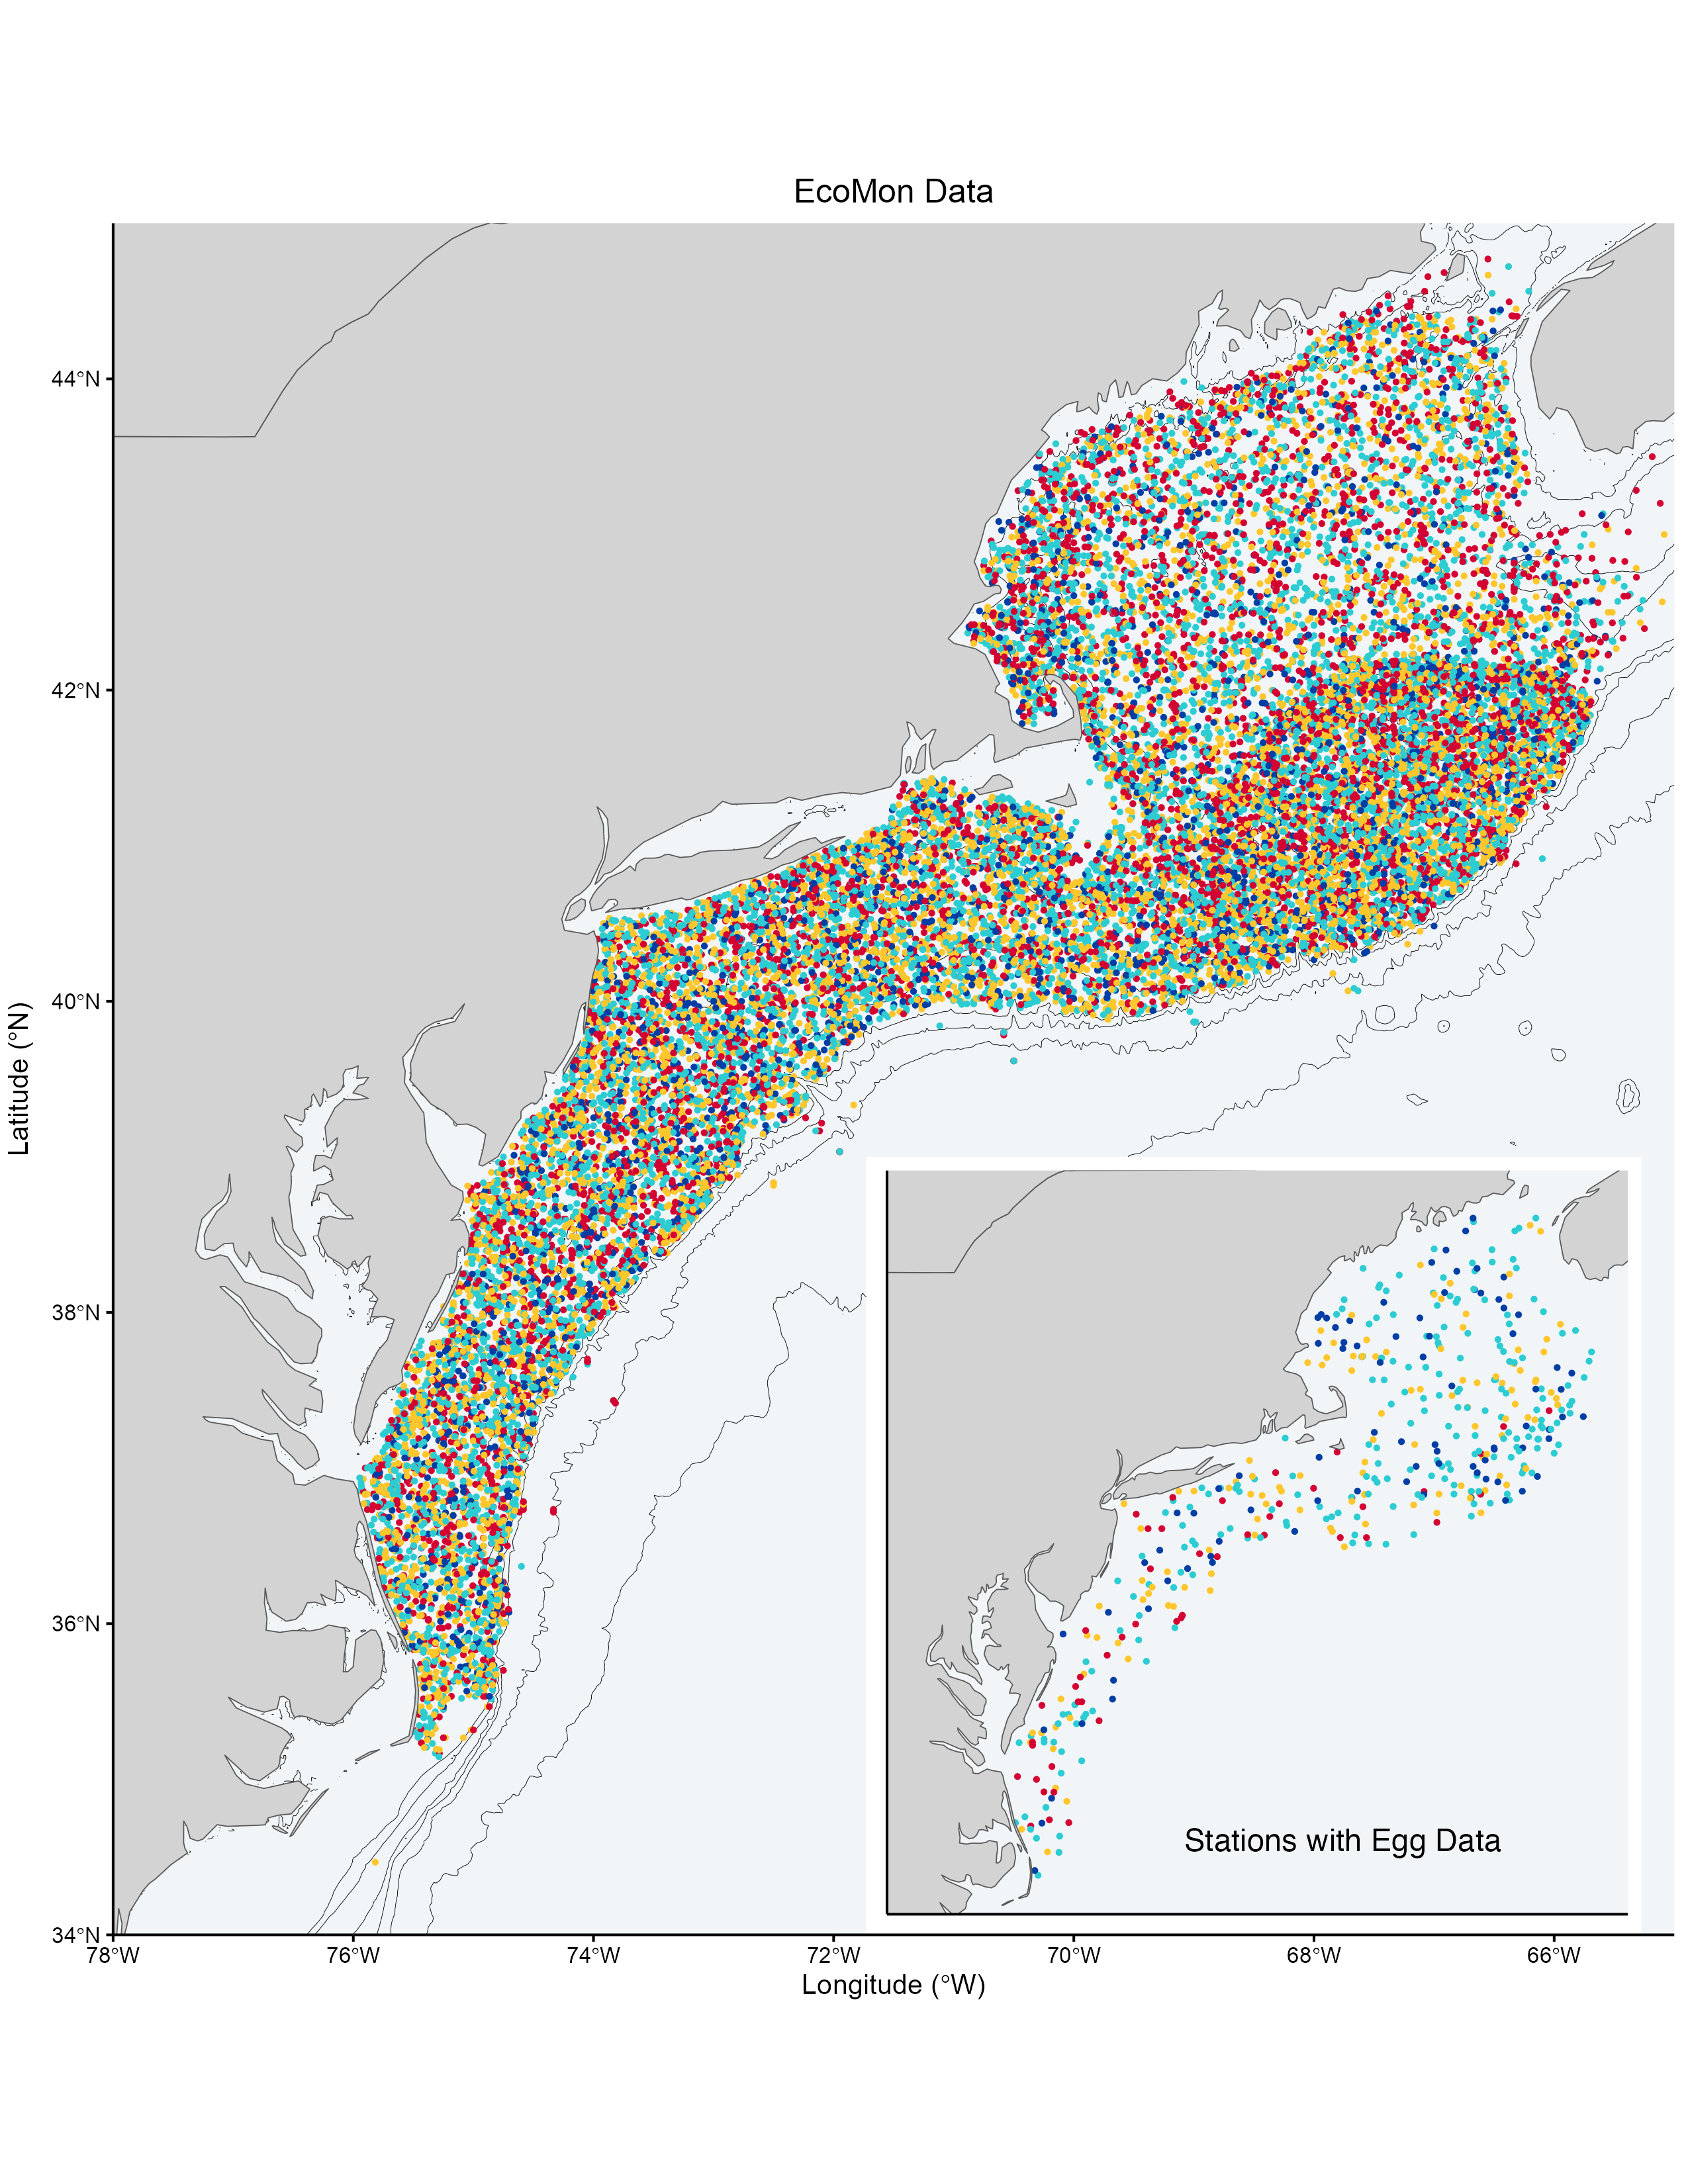 EcoMon Data
44°N
42°N
40°N
38°N
36°N
34°N
Latitude (°N)
Stations with Egg Data
78°W 76°W 74°W 72°W 70°W 68°W 66°W
Longitude (°W)